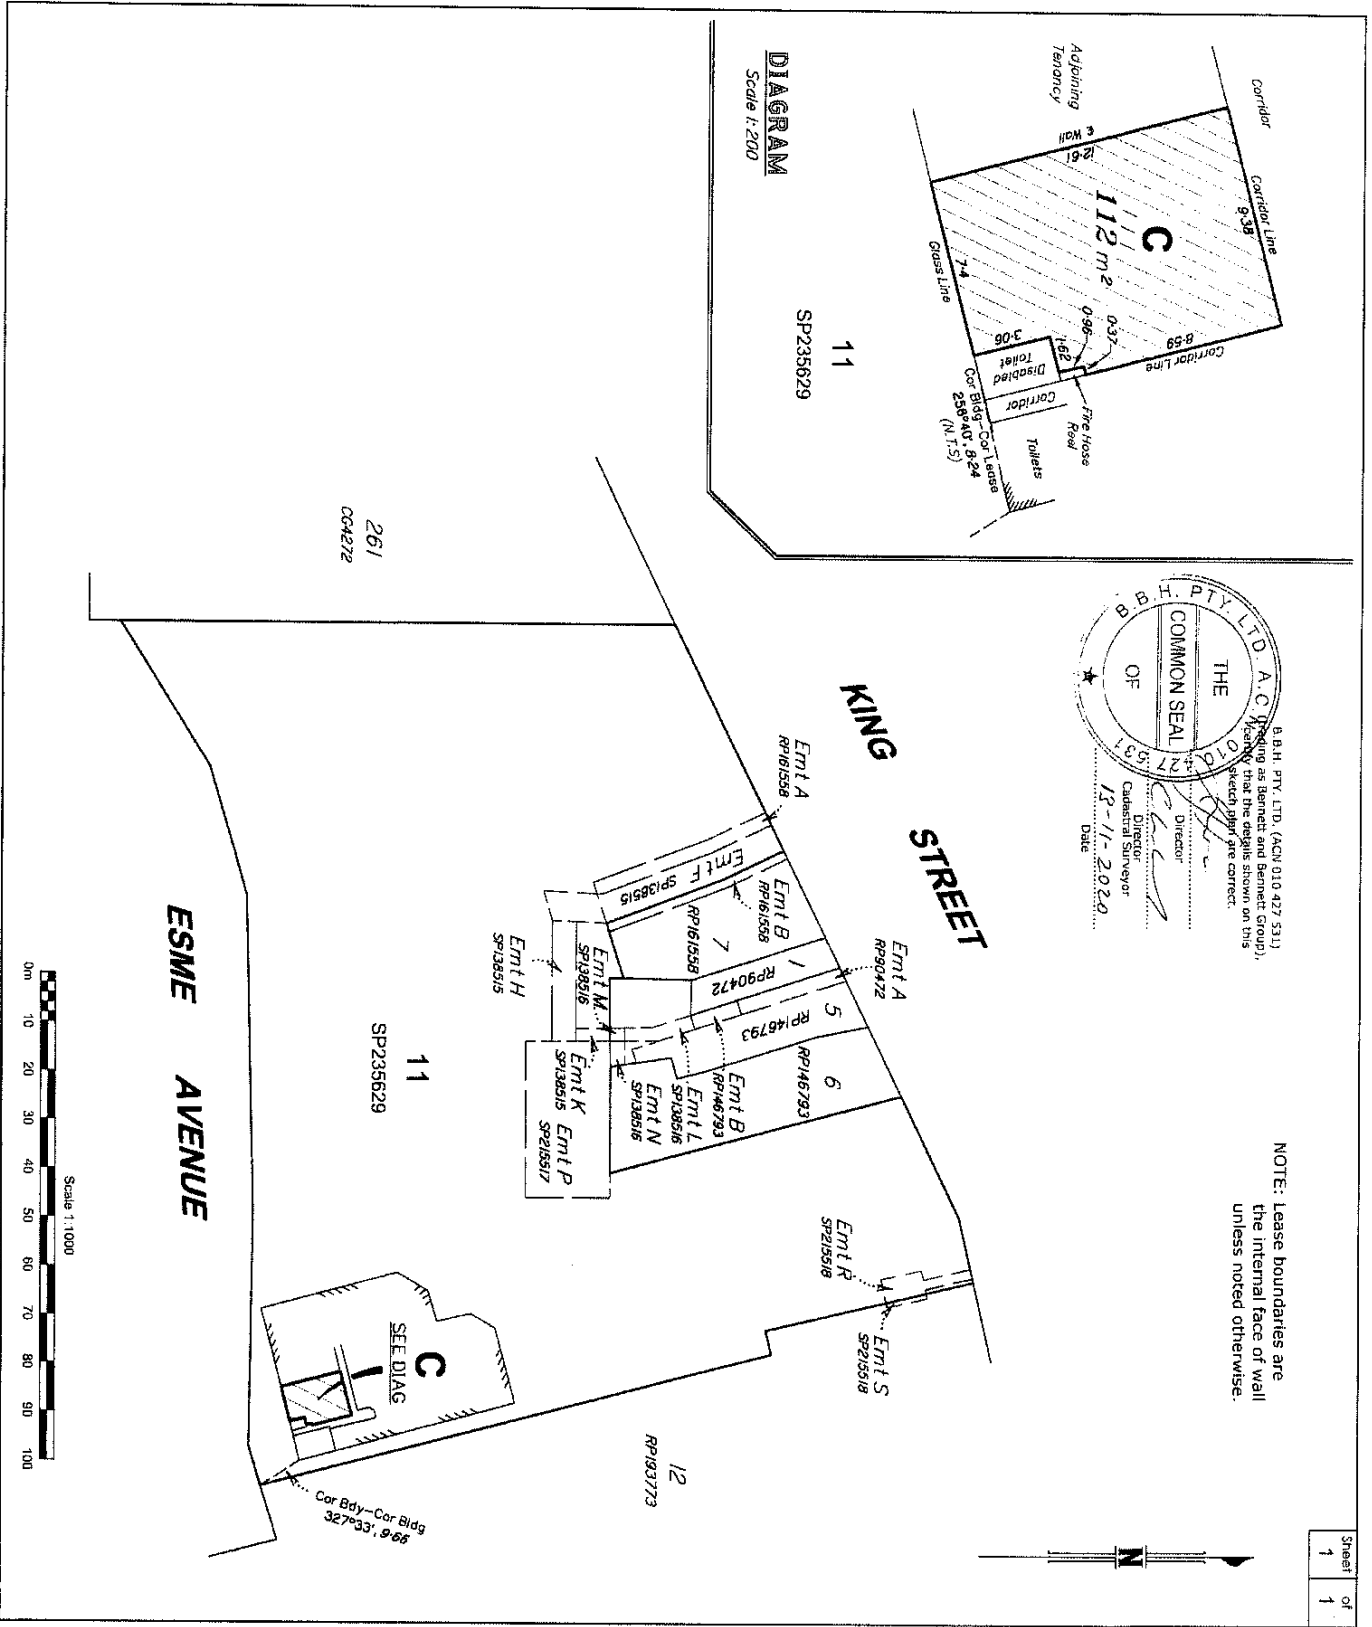 Sheet of
1 1
DIAGRAM
Scale 1:200
Corridor
Adjoining
Tenancy
¢ Wall
12·61
Corridor Line
9·38
C
112 m²
Glass Line
7·4
8·59
Corridor Line
0·37
0·96
1·62
3·06
Disabled
Toilet
Corridor
Fire Hose
Reel
Toilets
Cor Bldg-Cor Lease
256°40', 8·24
(N.T.S)
11
SP235629
B.B.H. PTY. LTD. (ACN 010 427 531)
(trading as Bennett and Bennett Group),
certify that the details shown on this
sketch plan are correct.
Director
Director
Cadastral Surveyor
13-11-2020
Date
B.B.H. PTY. LTD. A.C.N. 010 427 531
THE
COMMON SEAL
OF
NOTE: Lease boundaries are
the internal face of wall
unless noted otherwise.
N
KING STREET
Emt A
RP161558
Emt F SP138515
Emt B
RP161558
7
RP161558
1
RP90472
Emt A
RP90472
5
RP146793
6
RP146793
Emt H
SP138515
Emt M
SP138516
Emt B
RP146793
Emt L
SP138516
Emt N
SP138516
Emt K
SP138515
Emt P
SP215517
Emt R
SP215518
Emt S
SP215518
261
CG4272
11
SP235629
12
RP193773
C
SEE DIAG
Cor Bdy-Cor Bldg
327°33', 9·66
ESME AVENUE
0m 10 20 30 40 50 60 70 80 90 100
Scale 1:1000